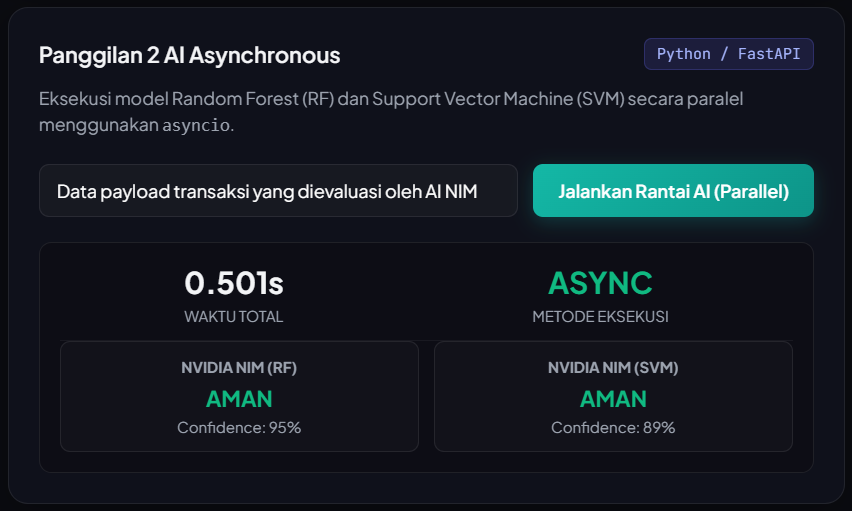 Panggilan 2 AI Asynchronous
Python / FastAPI
Eksekusi model Random Forest (RF) dan Support Vector Machine (SVM) secara paralel
menggunakan asyncio.
Data payload transaksi yang dievaluasi oleh AI NIM
Jalankan Rantai AI (Parallel)
0.501s
WAKTU TOTAL
ASYNC
METODE EKSEKUSI
NVIDIA NIM (RF)
AMAN
Confidence: 95%
NVIDIA NIM (SVM)
AMAN
Confidence: 89%